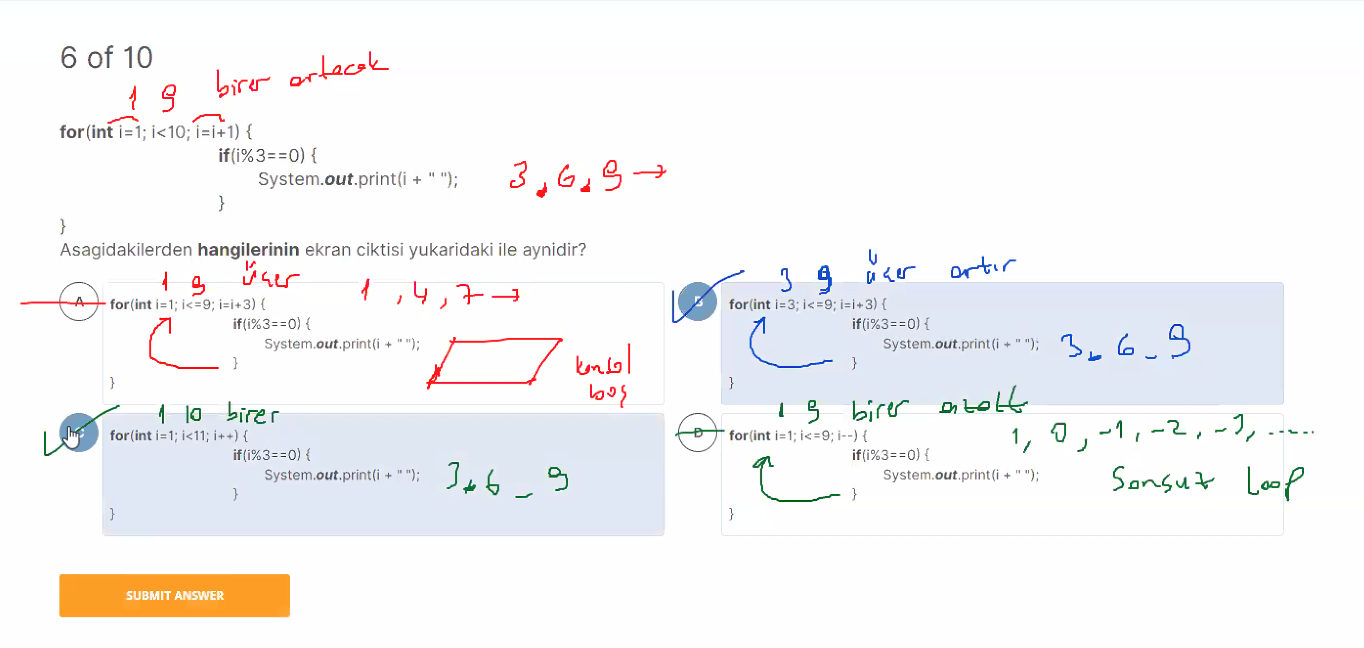 6 of 10
1 9 birer artacak
for(int i=1; i<10; i=i+1) {
if(i%3==0) {
System.out.print(i + " ");
3 . 6 . 9 →
}
}
Asagidakilerden hangilerinin ekran ciktisi yukaridaki ile aynidir?
1 9 üçer
1 , 4 , 7 →
A
for(int i=1; i<=9; i=i+3) {
if(i%3==0) {
System.out.print(i + " ");
}
}
konsol
boş
3 9 üçer artır
B
for(int i=3; i<=9; i=i+3) {
if(i%3==0) {
System.out.print(i + " ");
}
}
3 - 6 - 9
1 10 birer
for(int i=1; i<11; i++) {
if(i%3==0) {
System.out.print(i + " ");
}
}
3 - 6 - 9
1 9 birer azalt
D
for(int i=1; i<=9; i--) {
if(i%3==0) {
System.out.print(i + " ");
}
}
1, 0, -1, -2, -3, ......
Sonsuz Loop
SUBMIT ANSWER